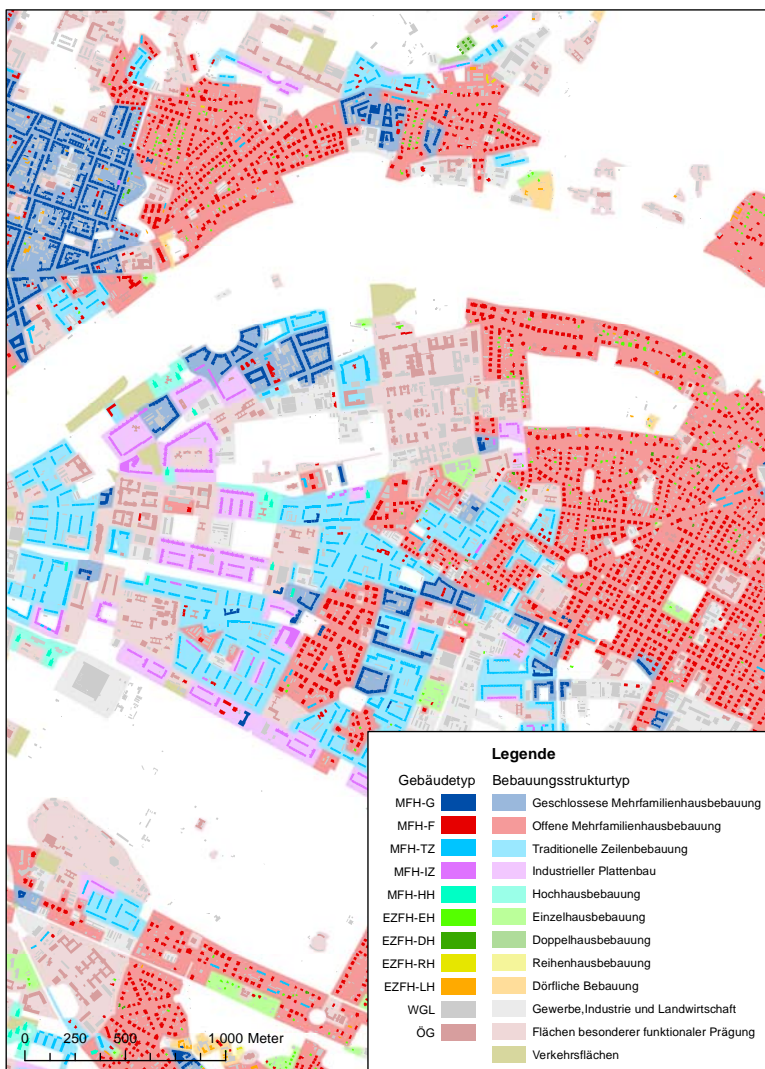 Legende
Gebäudetyp Bebauungsstrukturtyp
MFH-G Geschlossese Mehrfamilienhausbebauung
MFH-F Offene Mehrfamilienhausbebauung
MFH-TZ Traditionelle Zeilenbebauung
MFH-IZ Industrieller Plattenbau
MFH-HH Hochhausbebauung
EZFH-EH Einzelhausbebauung
EZFH-DH Doppelhausbebauung
EZFH-RH Reihenhausbebauung
EZFH-LH Dörfliche Bebauung
WGL Gewerbe,Industrie und Landwirtschaft
ÖG Flächen besonderer funktionaler Prägung
Verkehrsflächen
0 250 500 1.000 Meter